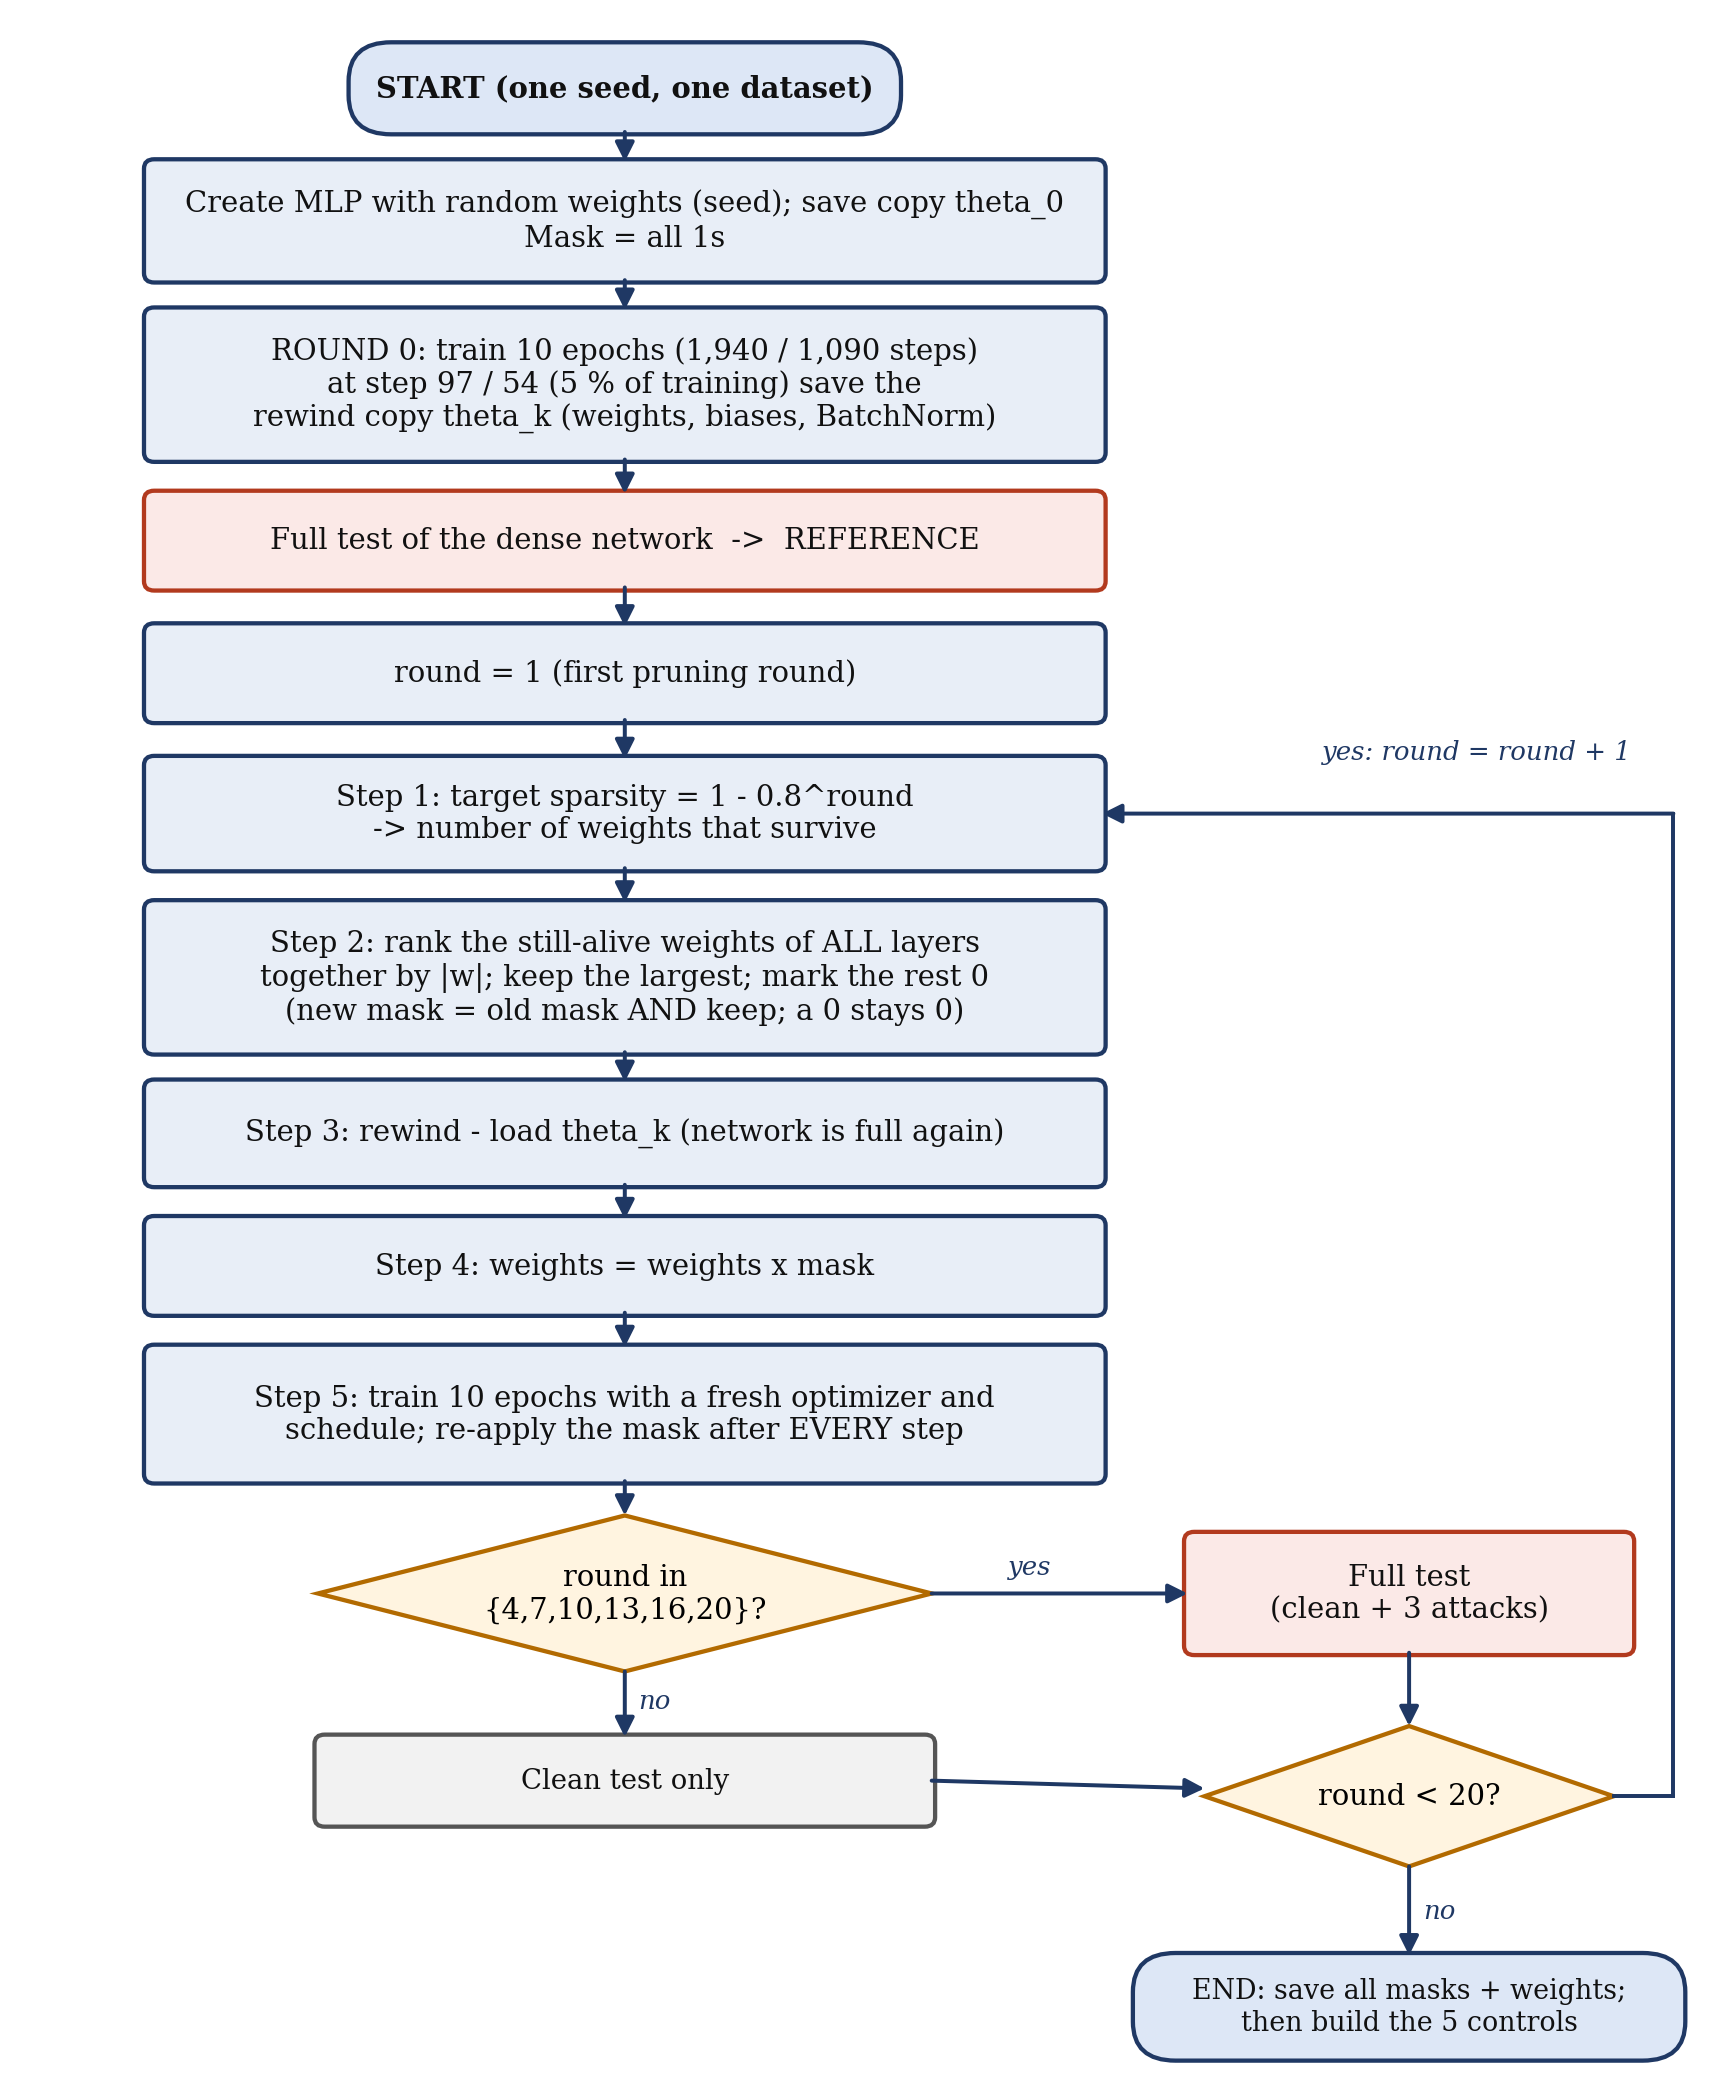 START (one seed, one dataset)
Create MLP with random weights (seed); save copy theta_0
Mask = all 1s
ROUND 0: train 10 epochs (1,940 / 1,090 steps)
at step 97 / 54 (5 % of training) save the
rewind copy theta_k (weights, biases, BatchNorm)
Full test of the dense network -> REFERENCE
round = 1 (first pruning round)
yes: round = round + 1
Step 1: target sparsity = 1 - 0.8^round
-> number of weights that survive
Step 2: rank the still-alive weights of ALL layers
together by |w|; keep the largest; mark the rest 0
(new mask = old mask AND keep; a 0 stays 0)
Step 3: rewind - load theta_k (network is full again)
Step 4: weights = weights x mask
Step 5: train 10 epochs with a fresh optimizer and
schedule; re-apply the mask after EVERY step
round in
{4,7,10,13,16,20}?
yes
Full test
(clean + 3 attacks)
no
Clean test only
round < 20?
no
END: save all masks + weights;
then build the 5 controls